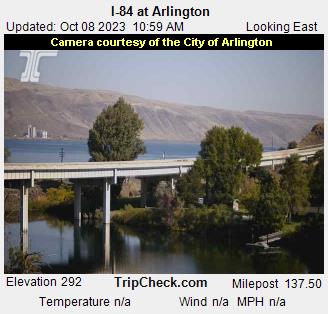 I-84 at Arlington
Updated: Oct 08 2023 10:59 AM Looking East
Camera courtesy of the City of Arlington
Elevation 292 TripCheck.com Milepost 137.50
Temperature n/a Wind n/a MPH n/a